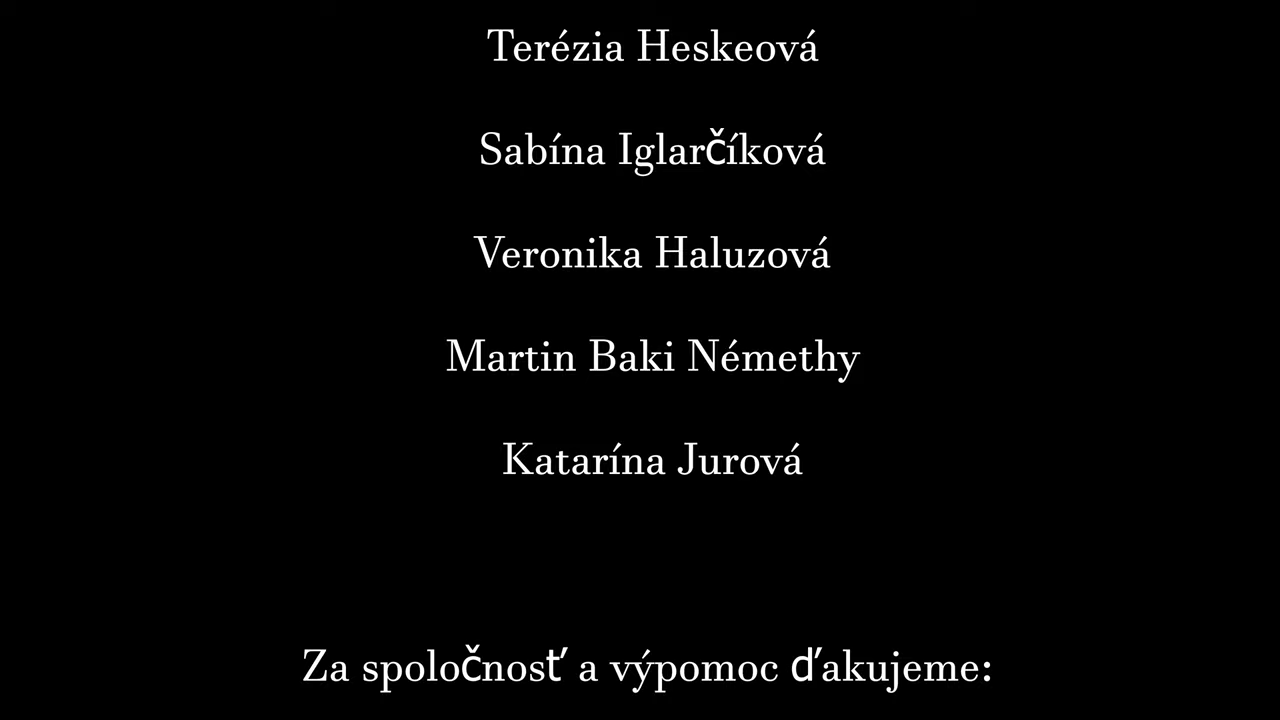 Terézia Heskeová
Sabína Iglarčíková
Veronika Haluzová
Martin Baki Némethy
Katarína Jurová
Za spoločnosť a výpomoc ďakujeme: